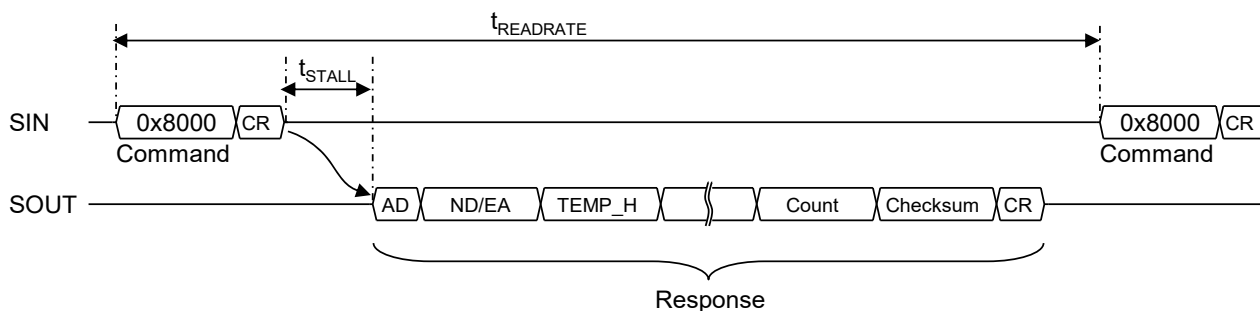 tREADRATE
tSTALL
SIN 0x8000 CR 0x8000 CR
Command Command
SOUT AD ND/EA TEMP_H Count Checksum CR
Response